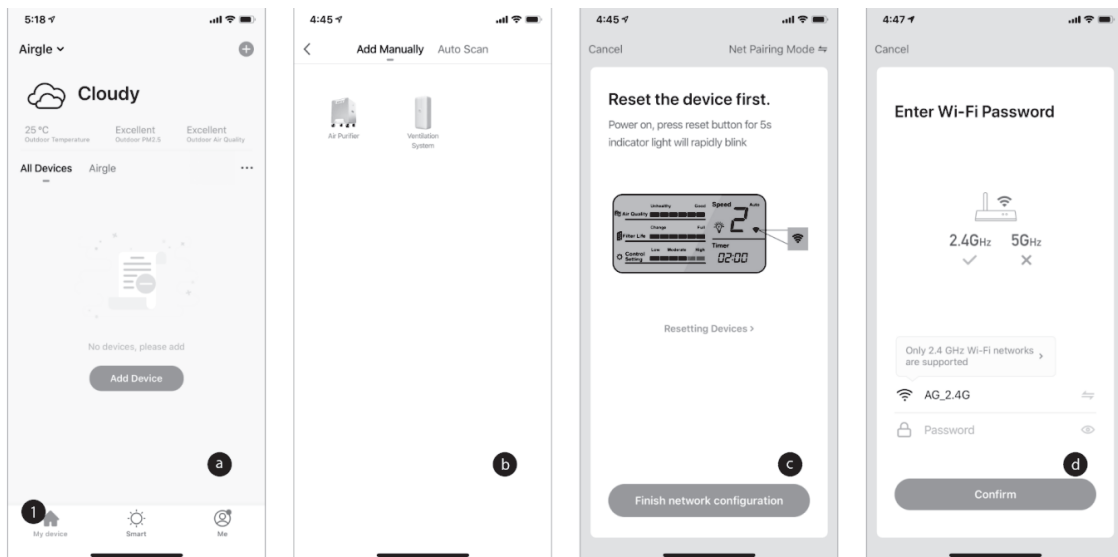 5:18
Airgle
Cloudy
25 °C
Outdoor Temperature
Excellent
Outdoor PM2.5
Excellent
Outdoor Air Quality
All Devices Airgle
No devices, please add
Add Device
a
1
My device
Smart
Me
4:45
Add Manually Auto Scan
Air Purifier
Ventilation
System
b
4:45
Cancel Net Pairing Mode
Reset the device first.
Power on, press reset button for 5s
indicator light will rapidly blink
Unhealthy Good
Air Quality
Change Full
Filter Life
Low Moderate High
Control
Setting
Speed Auto
2
Timer
02:00
Resetting Devices >
c
Finish network configuration
4:47
Cancel
Enter Wi-Fi Password
2.4GHz 5GHz
Only 2.4 GHz Wi-Fi networks >
are supported
AG_2.4G
Password
d
Confirm